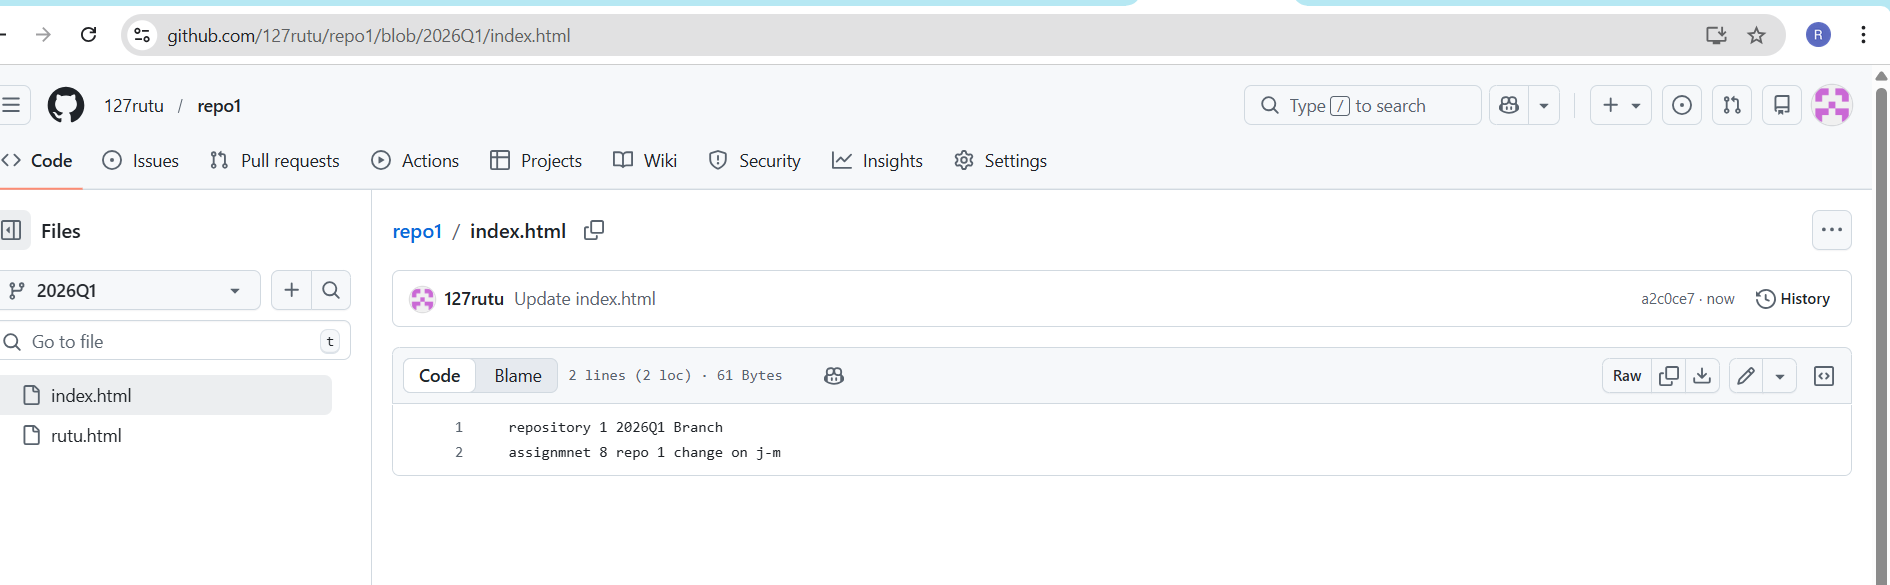 github.com/127rutu/repo1/blob/2026Q1/index.html
R
127rutu / repo1
Type / to search
Code Issues Pull requests Actions Projects Wiki Security Insights Settings
Files
2026Q1
Go to file t
index.html
rutu.html
repo1 / index.html
127rutu Update index.html a2c0ce7 · now History
Code Blame 2 lines (2 loc) · 61 Bytes Raw
1 repository 1 2026Q1 Branch
2 assignmnet 8 repo 1 change on j-m